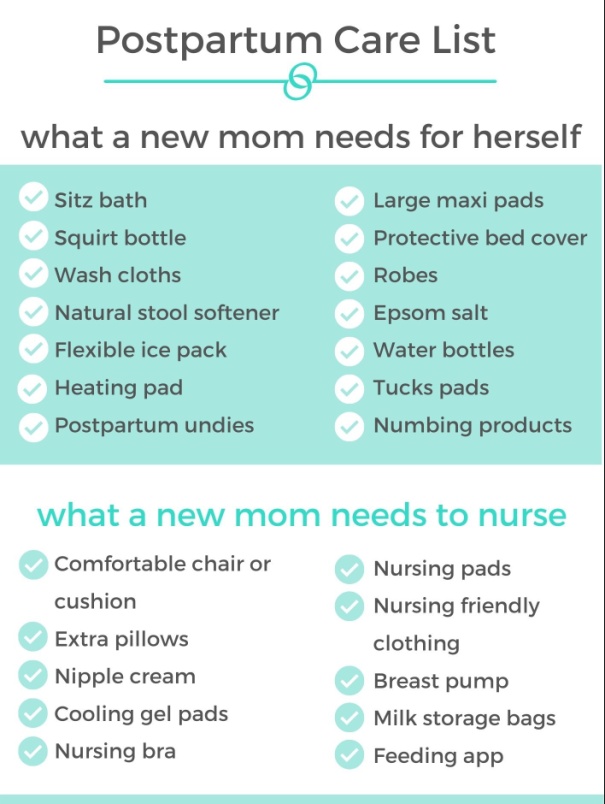 Postpartum Care List
what a new mom needs for herself
Sitz bath
Squirt bottle
Wash cloths
Natural stool softener
Flexible ice pack
Heating pad
Postpartum undies
Large maxi pads
Protective bed cover
Robes
Epsom salt
Water bottles
Tucks pads
Numbing products
what a new mom needs to nurse
Comfortable chair or
cushion
Extra pillows
Nipple cream
Cooling gel pads
Nursing bra
Nursing pads
Nursing friendly
clothing
Breast pump
Milk storage bags
Feeding app